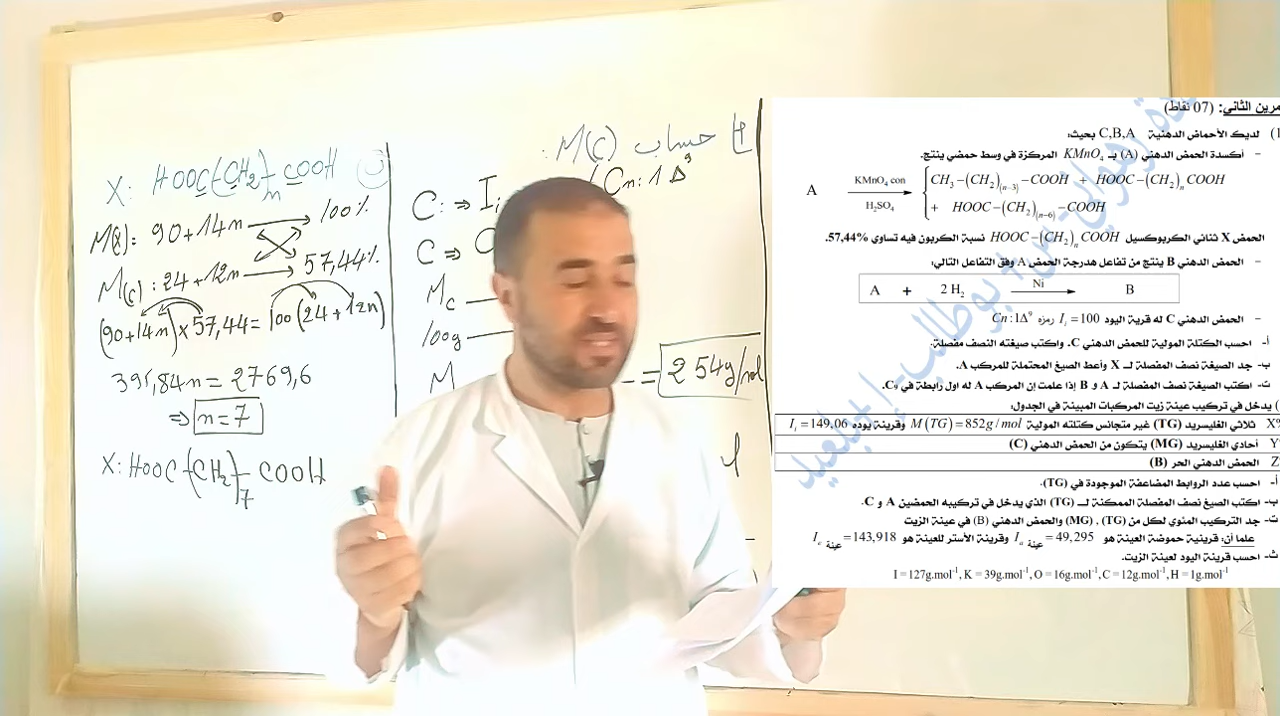 X: HOOC-(CH₂)n-COOH
M(X): 90+14n → 100%
M(C): 24+12n → 57,44%
(90+14n)×57,44=100(24+12n)
395,84n=2769,6
⇒ n=7
X: HOOC-(CH₂)₇-COOH
حساب M(C):
Cn:1Δ⁹
C: ⇒ Ii
C ⇒
Mc
100g
M
= 254g/mol
مرين الثاني: (07 نقاط)
لديك الأحماض الدهنية C,B,A بحيث:
- أكسدة الحمض الدهني (A) بـ KMnO₄ المركزة في وسط حمضي ينتج.
A KMnO₄ con H₂SO₄ CH₃-(CH₂)(n-3)-COOH + HOOC-(CH₂)n COOH
+ HOOC-(CH₂)(n-6)-COOH
الحمض X ثنائي الكربوكسيل HOOC-(CH₂)n COOH نسبة الكربون فيه تساوي 57,44%.
- الحمض الدهني B ينتج من تفاعل هدرجة الحمض A وفق التفاعل التالي:
A + 2 H₂ Ni → B
- الحمض الدهني C له قرينة اليود Ii=100 رمزه Cn:1Δ⁹
أ- احسب الكتلة المولية للحمض الدهني C. واكتب صيغته النصف مفصلة.
ب- جد الصيغة نصف المفصلة لـ X وأعط الصيغ المحتملة للمركب A.
ت- اكتب الصيغة نصف المفصلة لـ A و B إذا علمت إن المركب A له اول رابطة في C₉.
) يدخل في تركيب عينة زيت المركبات المبينة في الجدول:
X ثلاثي الغليسريد (TG) غير متجانس كتلته المولية M(TG)=852g/mol وقرينة يوده Ii=149,06
Y أحادي الغليسريد (MG) يتكون من الحمض الدهني (C)
Z الحمض الدهني الحر (B)
أ- احسب عدد الروابط المضاعفة الموجودة في (TG).
ب- اكتب الصيغ نصف المفصلة الممكنة لـ (TG) الذي يدخل في تركيبه الحمضين A و C.
ت- جد التركيب المئوي لكل من (TG)، (MG) والحمض الدهني (B) في عينة الزيت
علما أن: قرينية حموضة العينة هو Ia عينة =49,295 وقرينة الأستر للعينة هو Ie عينة =143,918
ث- احسب قرينة اليود لعينة الزيت.
I = 127g.mol⁻¹, K = 39g.mol⁻¹, O = 16g.mol⁻¹, C = 12g.mol⁻¹, H = 1g.mol⁻¹